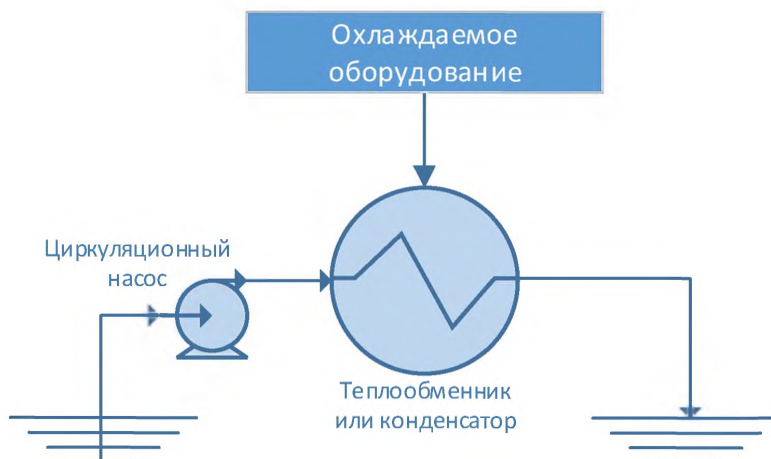 Охлаждаемое
оборудование
Циркуляционный
насос
Теплообменник
или конденсатор